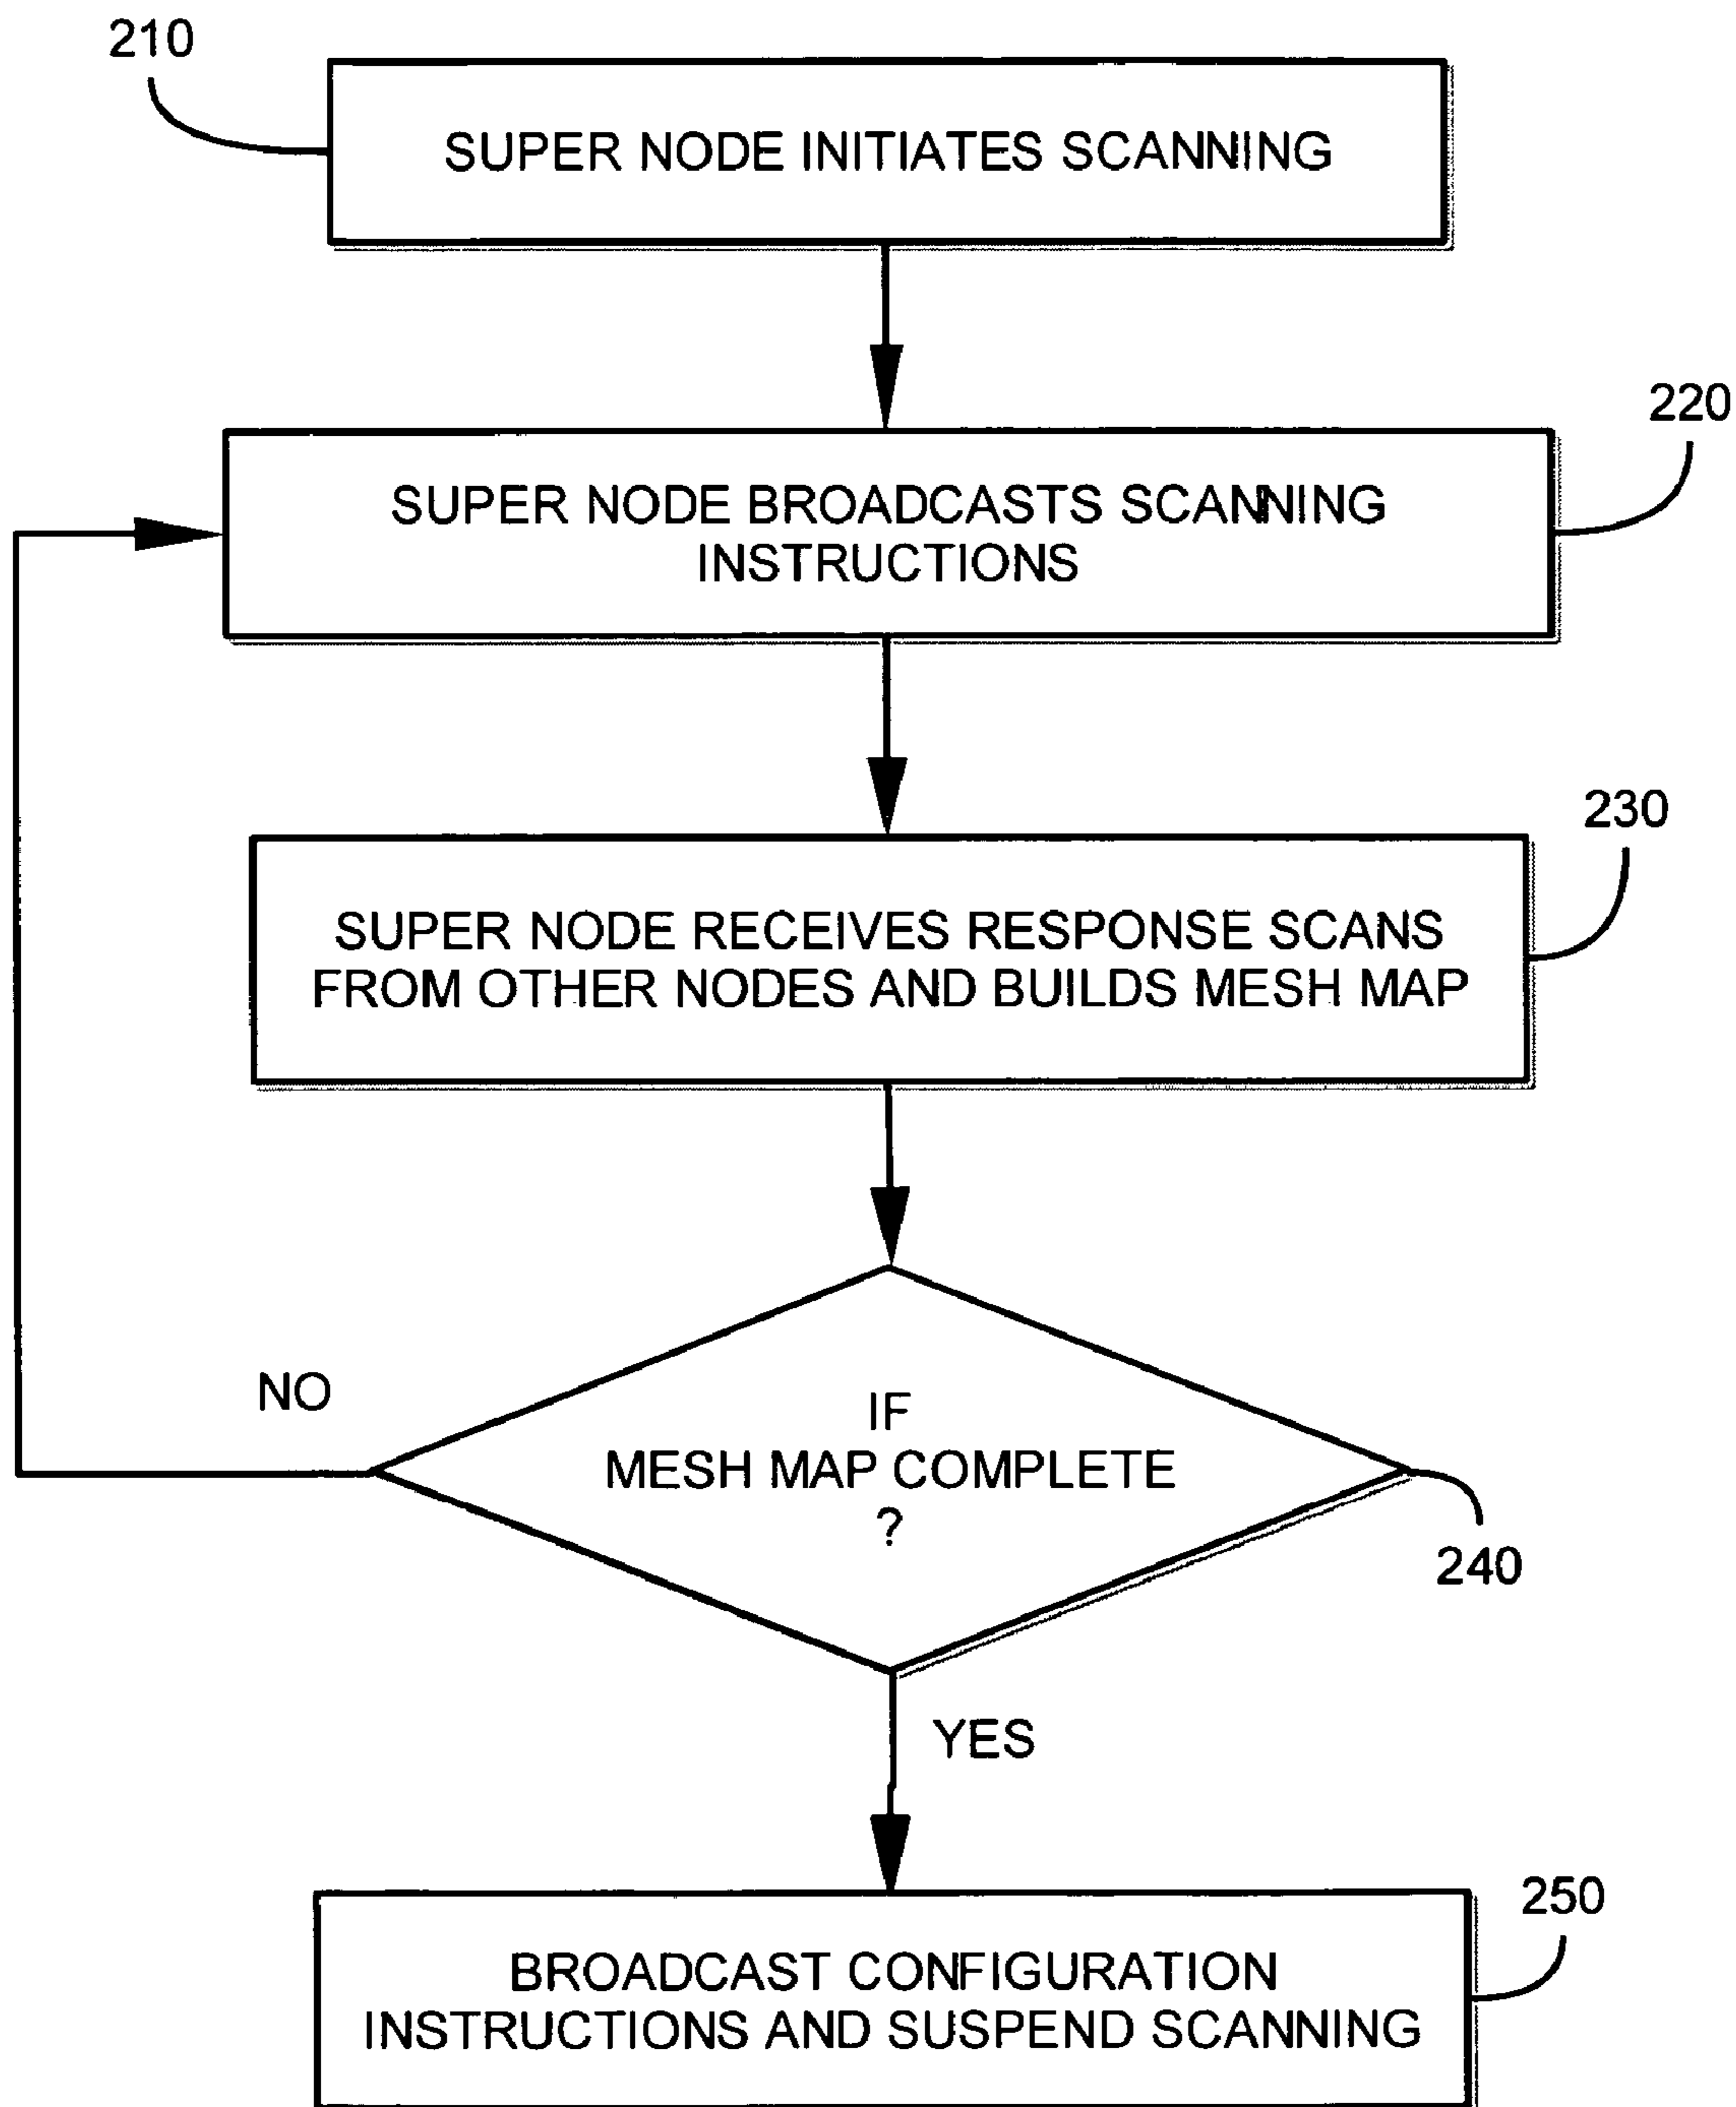 210
SUPER NODE INITIATES SCANNING
220
SUPER NODE BROADCASTS SCANNING
INSTRUCTIONS
230
SUPER NODE RECEIVES RESPONSE SCANS
FROM OTHER NODES AND BUILDS MESH MAP
NO
IF
MESH MAP COMPLETE
?
240
YES
250
BROADCAST CONFIGURATION
INSTRUCTIONS AND SUSPEND SCANNING